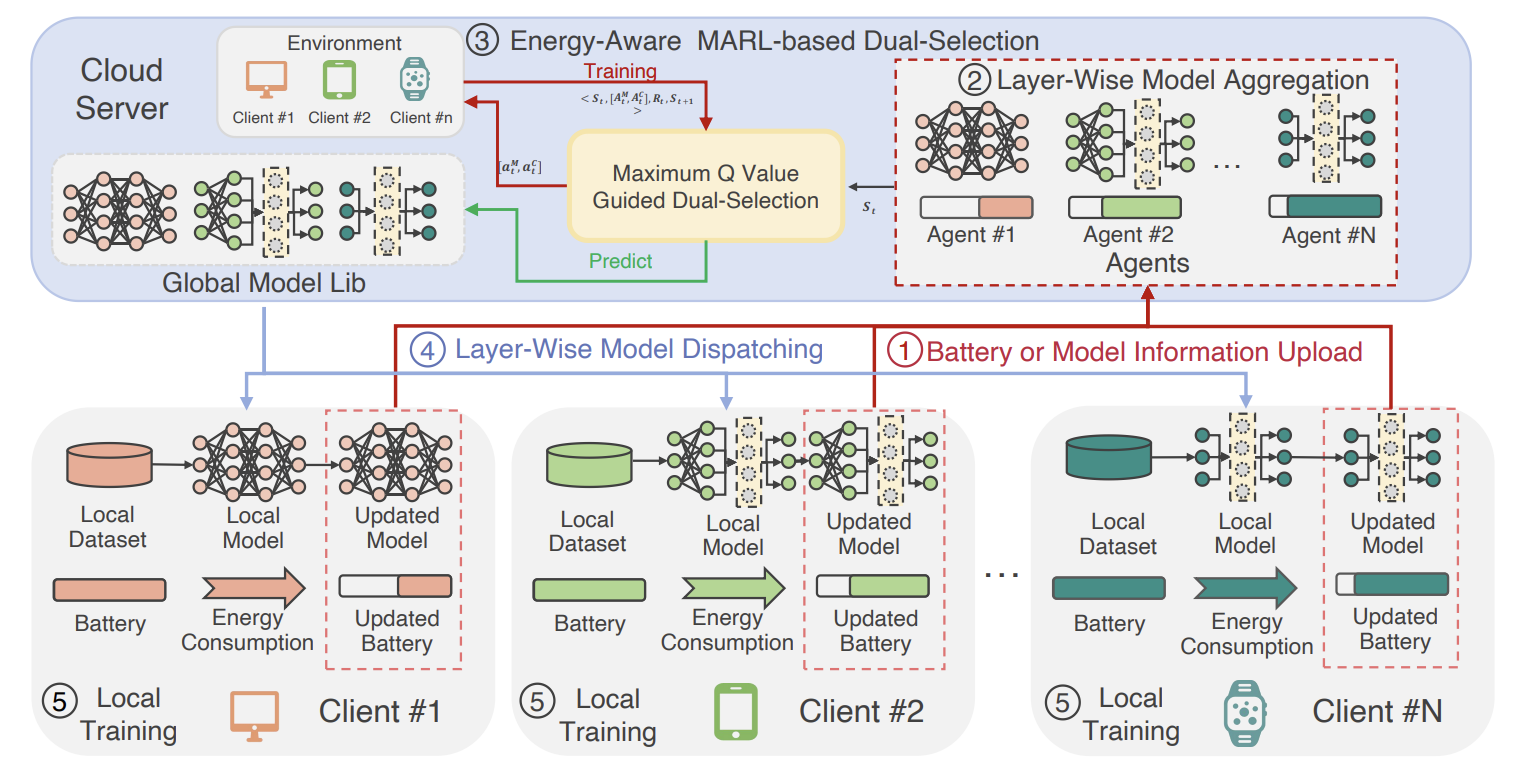 Cloud
Server
Environment
Client #1
Client #2
Client #n
③ Energy-Aware MARL-based Dual-Selection
Training
< S_t, [A_t^M, A_t^C], R_t, S_{t+1}
>
[a_t^M, a_t^C]
Maximum Q Value
Guided Dual-Selection
S_t
Predict
Global Model Lib
② Layer-Wise Model Aggregation
...
Agent #1
Agent #2
Agent #N
Agents
④ Layer-Wise Model Dispatching
① Battery or Model Information Upload
Local
Dataset
Local
Model
Updated
Model
Battery
Energy
Consumption
Updated
Battery
⑤ Local
Training
Client #1
Local
Dataset
Local
Model
Updated
Model
Battery
Energy
Consumption
Updated
Battery
⑤ Local
Training
Client #2
...
Local
Dataset
Local
Model
Updated
Model
Battery
Energy
Consumption
Updated
Battery
⑤ Local
Training
Client #N